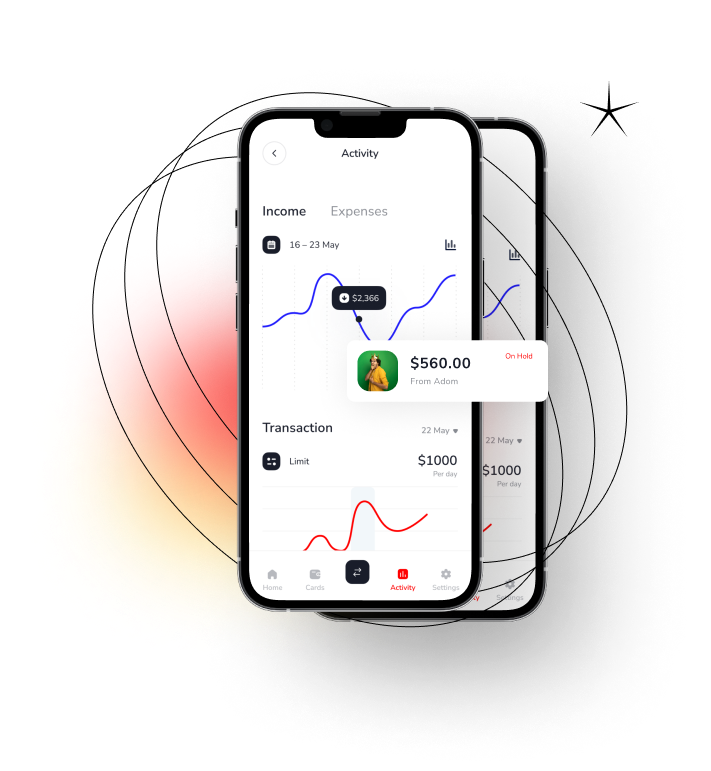 Activity
Income Expenses
16 – 23 May
$2,366
$560.00
On Hold
From Adom
Transaction
22 May
Limit
$1000
Per day
Home
Cards
Activity
Settings
22 May
$1000
Per day
Settings